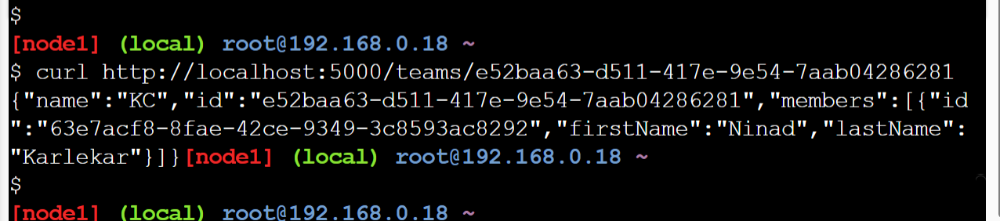 $
[node1] (local) root@192.168.0.18 ~
$ curl http://localhost:5000/teams/e52baa63-d511-417e-9e54-7aab04286281
{"name":"KC","id":"e52baa63-d511-417e-9e54-7aab04286281","members":[{"id
":"63e7acf8-8fae-42ce-9349-3c8593ac8292","firstName":"Ninad","lastName":
"Karlekar"}]}[node1] (local) root@192.168.0.18 ~
$
[node1] (local) root@192.168.0.18 ~